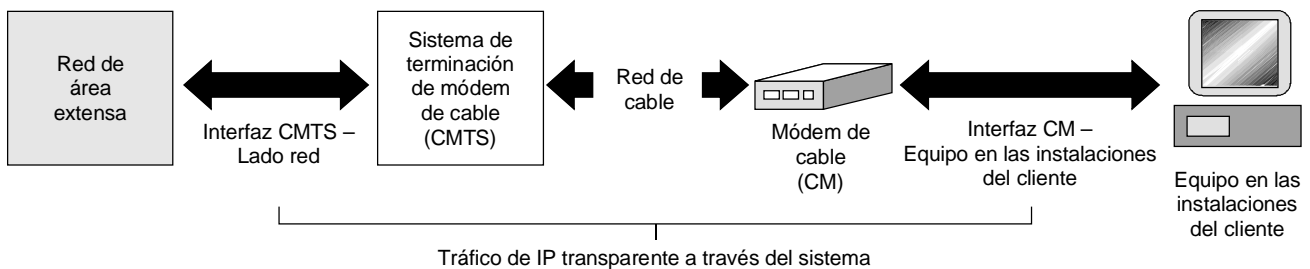 Red de
área
extensa
Interfaz CMTS –
Lado red
Sistema de
terminación
de módem
de cable
(CMTS)
Red de
cable
Módem de
cable
(CM)
Interfaz CM –
Equipo en las instalaciones
del cliente
Equipo en las
instalaciones
del cliente
Tráfico de IP transparente a través del sistema